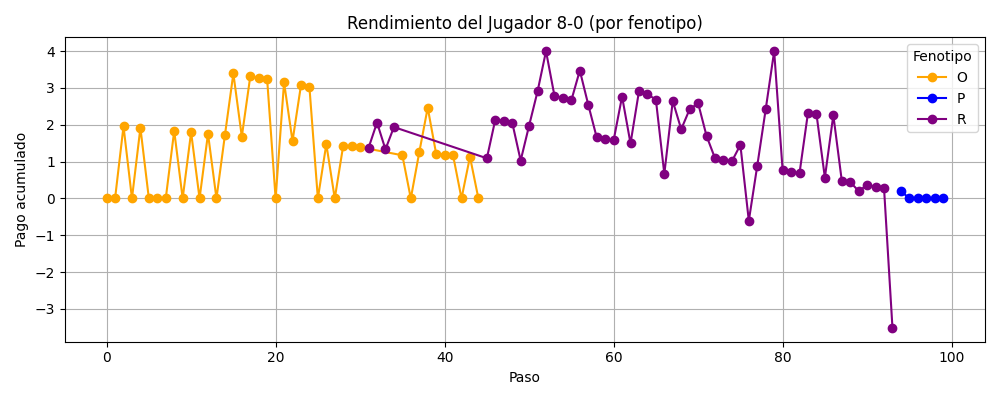 Rendimiento del Jugador 8-0 (por fenotipo)
Pago acumulado
4
3
2
1
0
−1
−2
−3
Fenotipo
O
P
R
0
20
40
60
80
100
Paso